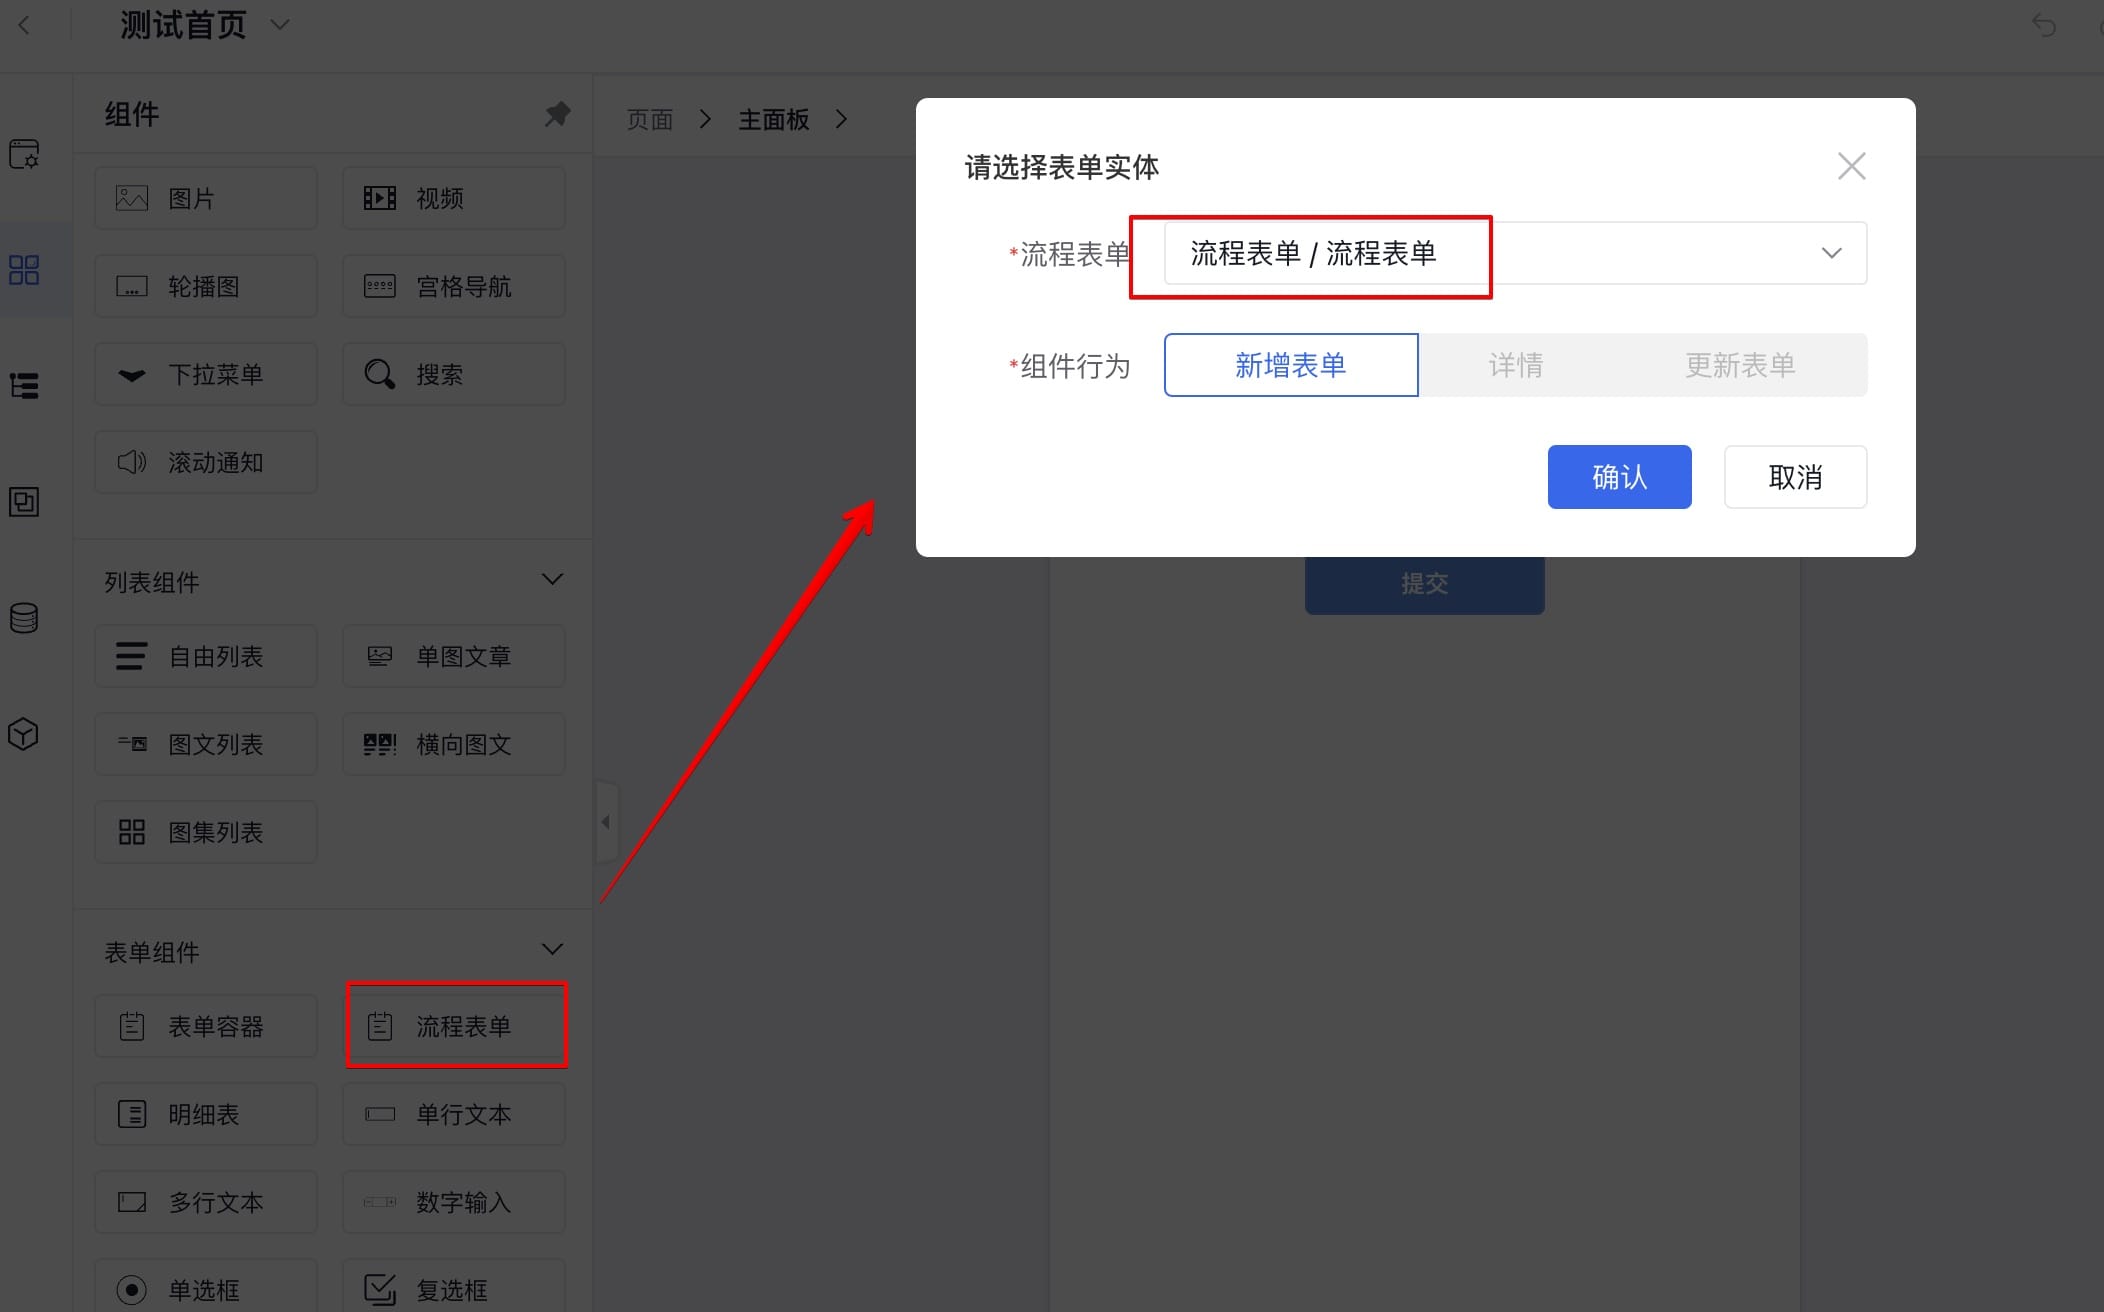 测试首页
组件
图片
视频
轮播图
宫格导航
下拉菜单
搜索
滚动通知
列表组件
自由列表
单图文章
图文列表
横向图文
图集列表
表单组件
表单容器
流程表单
明细表
单行文本
多行文本
数字输入
单选框
复选框
页面
主面板
请选择表单实体
*流程表单
流程表单 / 流程表单
*组件行为
新增表单
详情
更新表单
确认
取消
提交